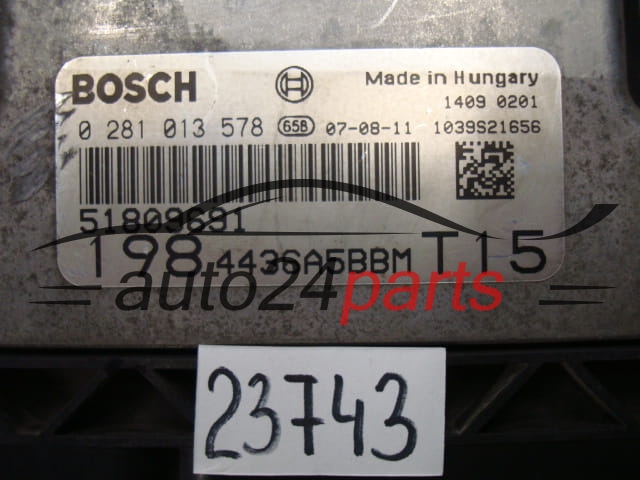 BOSCH Made in Hungary
1409 0201
0 281 013 578 65B 07-08-11 1039S21656
51809691
198 4436A5BBM T15
auto24parts
23743